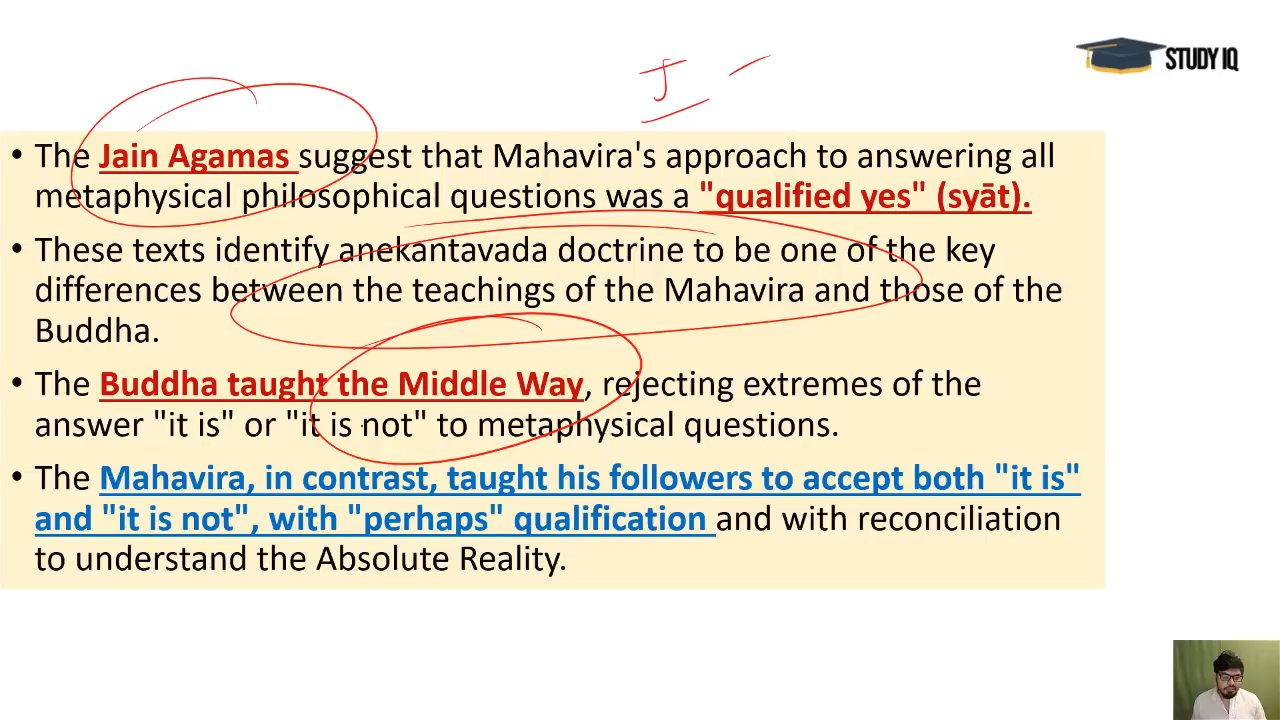 J -
STUDY IQ
• The Jain Agamas suggest that Mahavira's approach to answering all
metaphysical philosophical questions was a "qualified yes" (syāt).
• These texts identify anekantavada doctrine to be one of the key
differences between the teachings of the Mahavira and those of the
Buddha.
• The Buddha taught the Middle Way, rejecting extremes of the
answer "it is" or "it is not" to metaphysical questions.
• The Mahavira, in contrast, taught his followers to accept both "it is"
and "it is not", with "perhaps" qualification and with reconciliation
to understand the Absolute Reality.